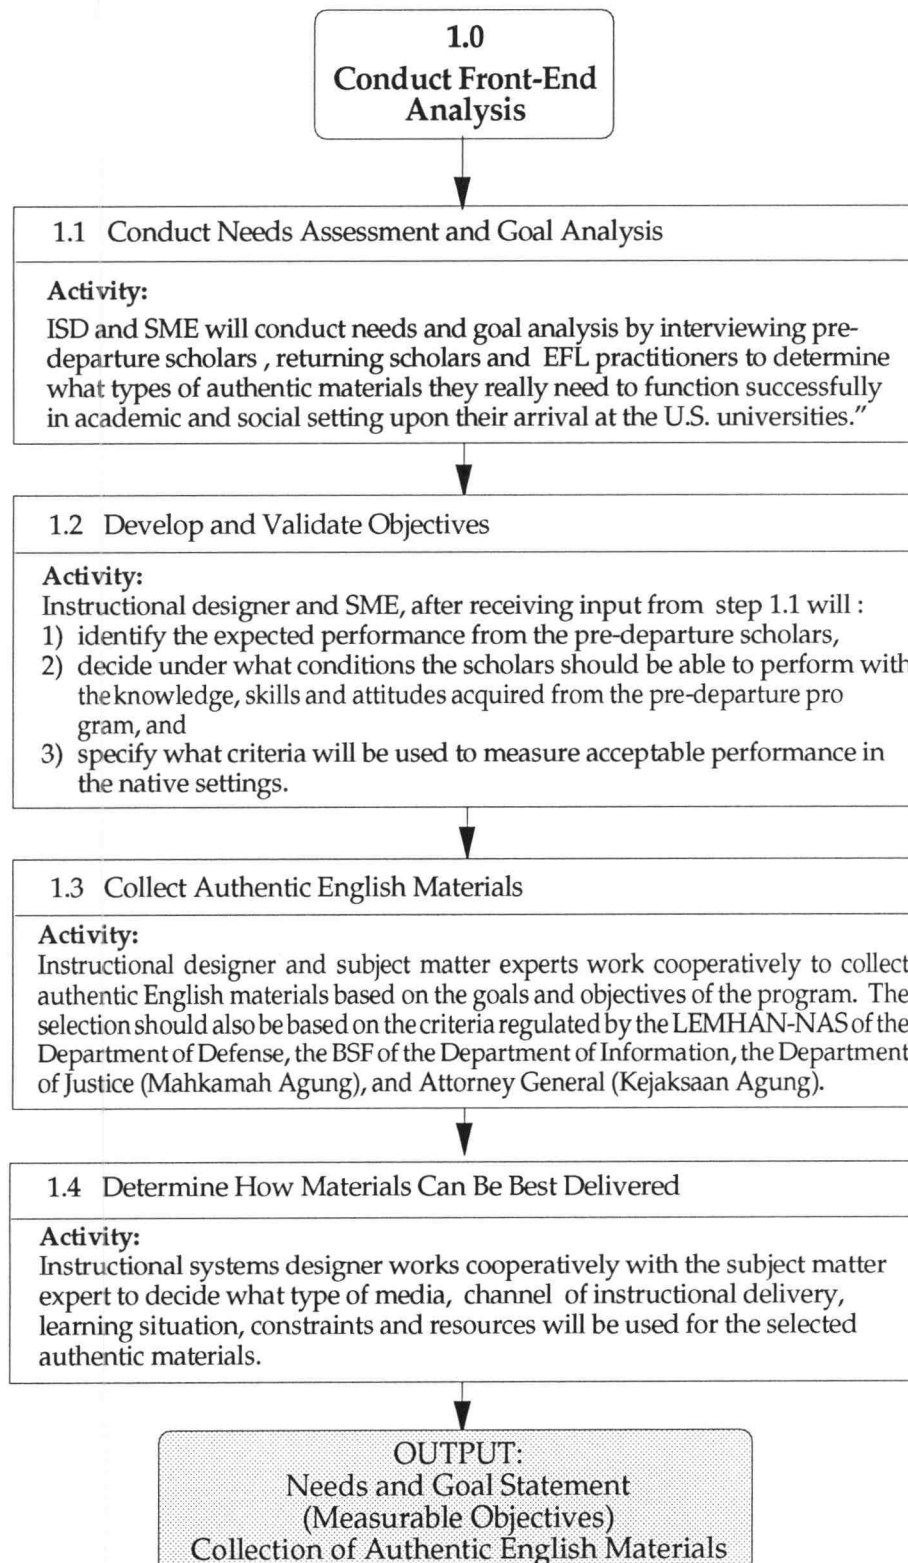 1.0
Conduct Front-End
Analysis
1.1 Conduct Needs Assessment and Goal Analysis
Activity:
ISD and SME will conduct needs and goal analysis by interviewing pre-
departure scholars , returning scholars and EFL practitioners to determine
what types of authentic materials they really need to function successfully
in academic and social setting upon their arrival at the U.S. universities."
1.2 Develop and Validate Objectives
Activity:
Instructional designer and SME, after receiving input from step 1.1 will :
1) identify the expected performance from the pre-departure scholars,
2) decide under what conditions the scholars should be able to perform with
the knowledge, skills and attitudes acquired from the pre-departure pro
gram, and
3) specify what criteria will be used to measure acceptable performance in
the native settings.
1.3 Collect Authentic English Materials
Activity:
Instructional designer and subject matter experts work cooperatively to collect
authentic English materials based on the goals and objectives of the program. The
selection should also be based on the criteria regulated by the LEMHAN-NAS of the
Department of Defense, the BSF of the Department of Information, the Department
of Justice (Mahkamah Agung), and Attorney General (Kejaksaan Agung).
1.4 Determine How Materials Can Be Best Delivered
Activity:
Instructional systems designer works cooperatively with the subject matter
expert to decide what type of media, channel of instructional delivery,
learning situation, constraints and resources will be used for the selected
authentic materials.
OUTPUT:
Needs and Goal Statement
(Measurable Objectives)
Collection of Authentic English Materials